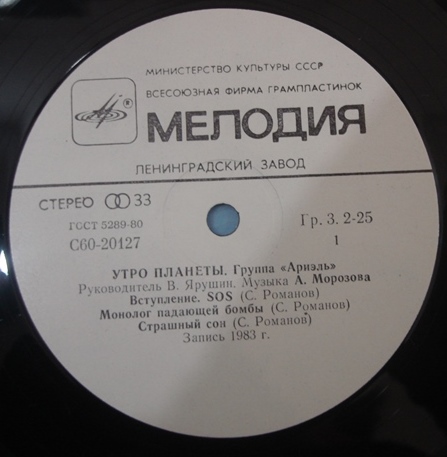 МИНИСТЕРСТВО КУЛЬТУРЫ СССР
ВСЕСОЮЗНАЯ ФИРМА ГРАМПЛАСТИНОК
МЕЛОДИЯ
ЛЕНИНГРАДСКИЙ ЗАВОД
СТЕРЕО 33
ГОСТ 5289-80
С60-20127
Гр. 3. 2-25
1
УТРО ПЛАНЕТЫ. Группа «Ариэль»
Руководитель В. Ярушин. Музыка А. Морозова
Вступление. SOS (С. Романов)
Монолог падающей бомбы (С. Романов)
Страшный сон (С. Романов)
Запись 1983 г.